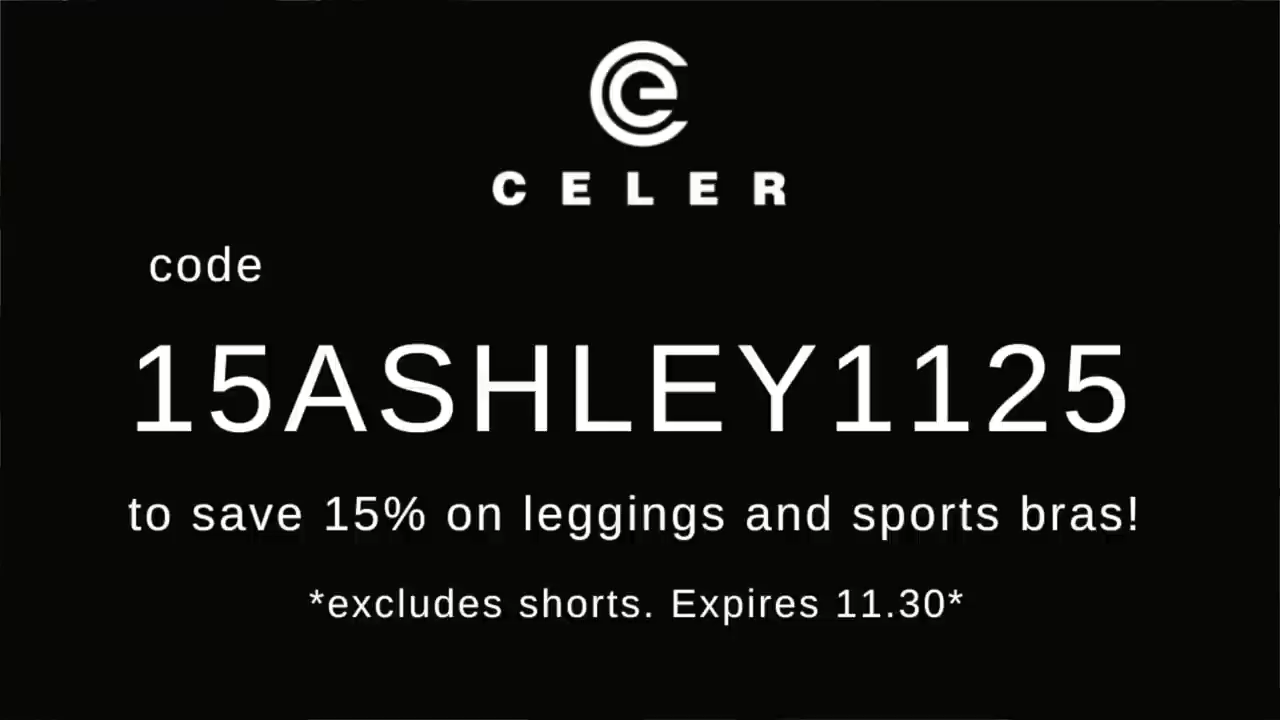 CELER
code
15ASHLEY1125
to save 15% on leggings and sports bras!
*excludes shorts. Expires 11.30*